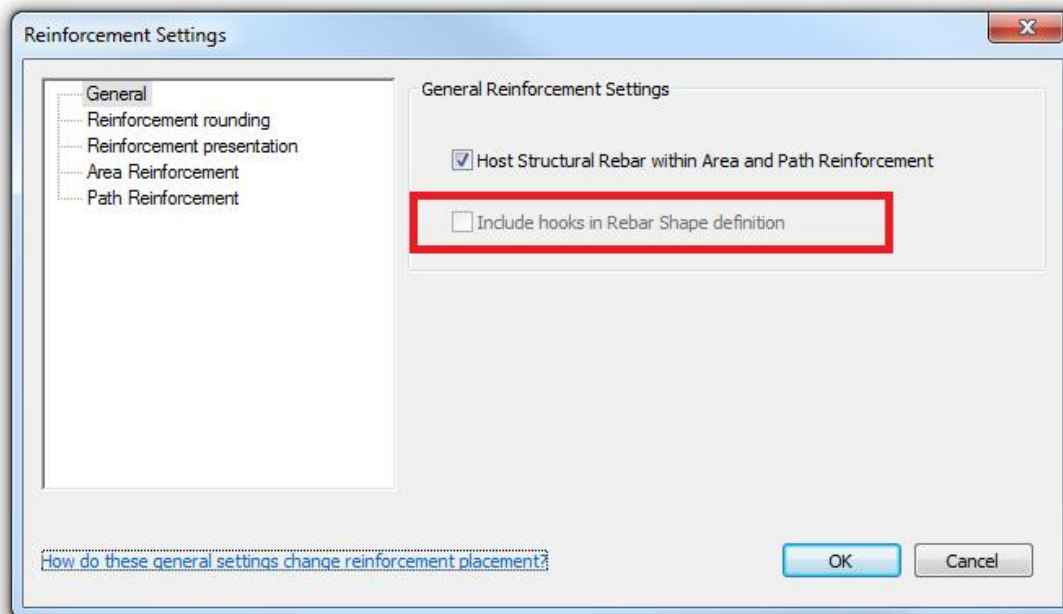 Reinforcement Settings
General
Reinforcement rounding
Reinforcement presentation
Area Reinforcement
Path Reinforcement
General Reinforcement Settings
Host Structural Rebar within Area and Path Reinforcement
Include hooks in Rebar Shape definition
How do these general settings change reinforcement placement?
OK
Cancel